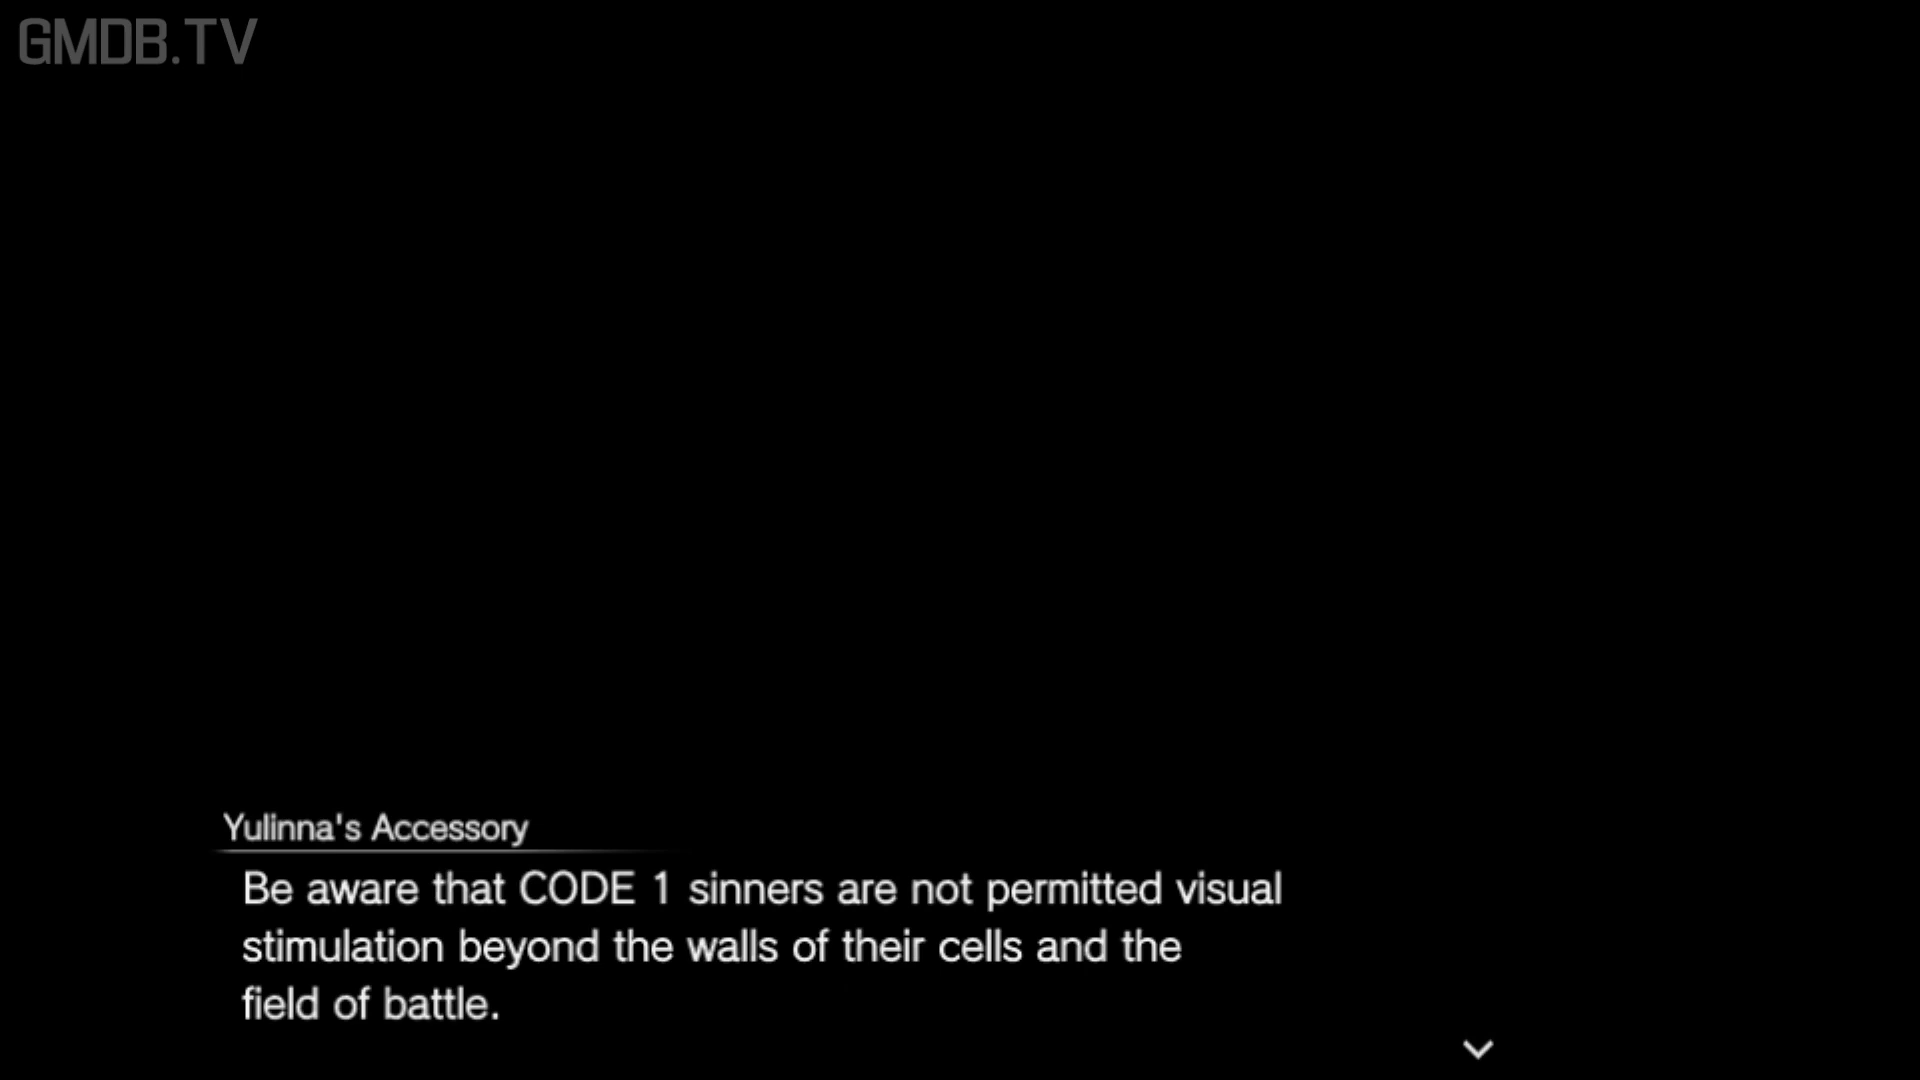 GMDB.TV
Yulinna's Accessory
Be aware that CODE 1 sinners are not permitted visual
stimulation beyond the walls of their cells and the
field of battle.